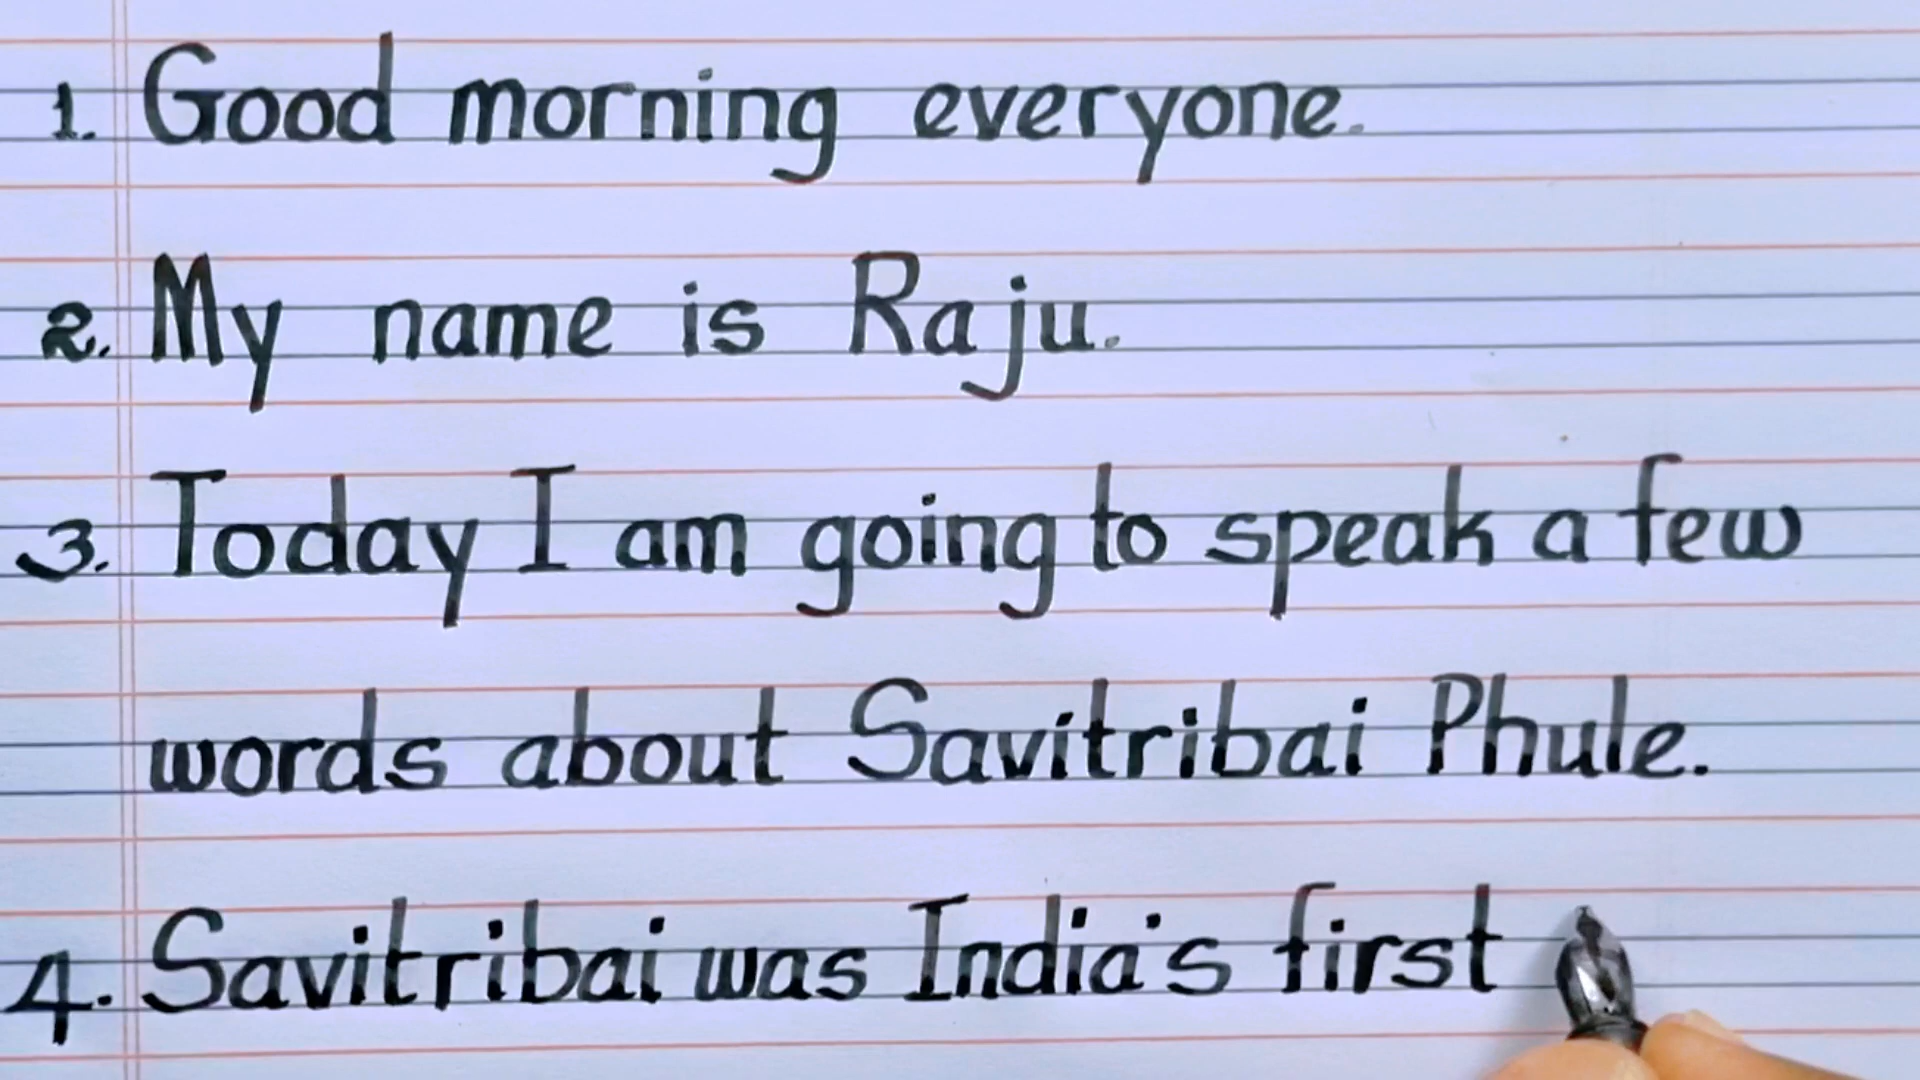 1. Good morning everyone.
2. My name is Raju.
3. Today I am going to speak a few
words about Savitribai Phule.
4. Savitribai was India's first